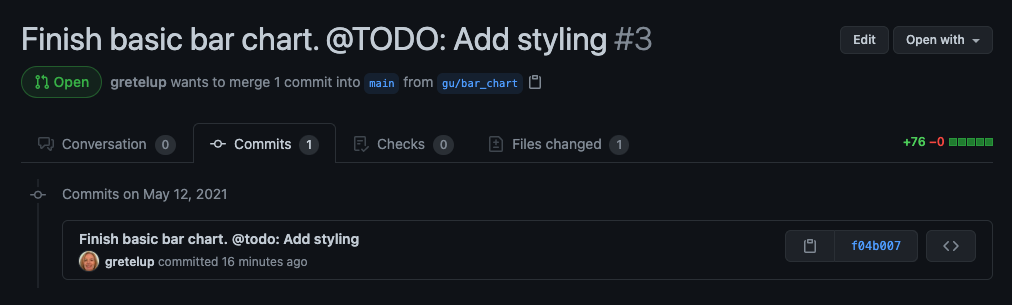 Finish basic bar chart. @TODO: Add styling #3
Edit
Open with
Open
gretelup wants to merge 1 commit into main from gu/bar_chart
Conversation 0
Commits 1
Checks 0
Files changed 1
+76 −0
Commits on May 12, 2021
Finish basic bar chart. @todo: Add styling
gretelup committed 16 minutes ago
f04b007